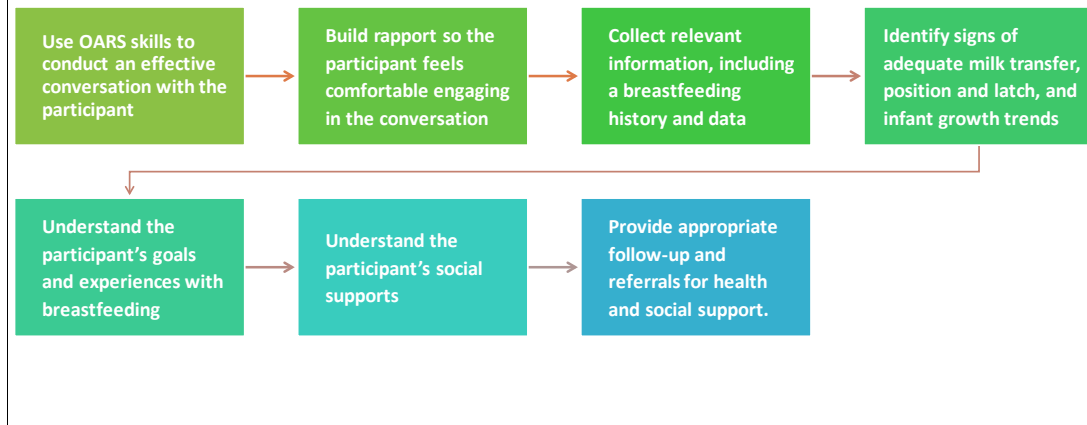 Use OARS skills to
conduct an effective
conversation with the
participant
Build rapport so the
participant feels
comfortable engaging
in the conversation
Collect relevant
information, including
a breastfeeding
history and data
Identify signs of
adequate milk transfer,
position and latch, and
infant growth trends
Understand the
participant’s goals
and experiences with
breastfeeding
Understand the
participant’s social
supports
Provide appropriate
follow-up and
referrals for health
and social support.